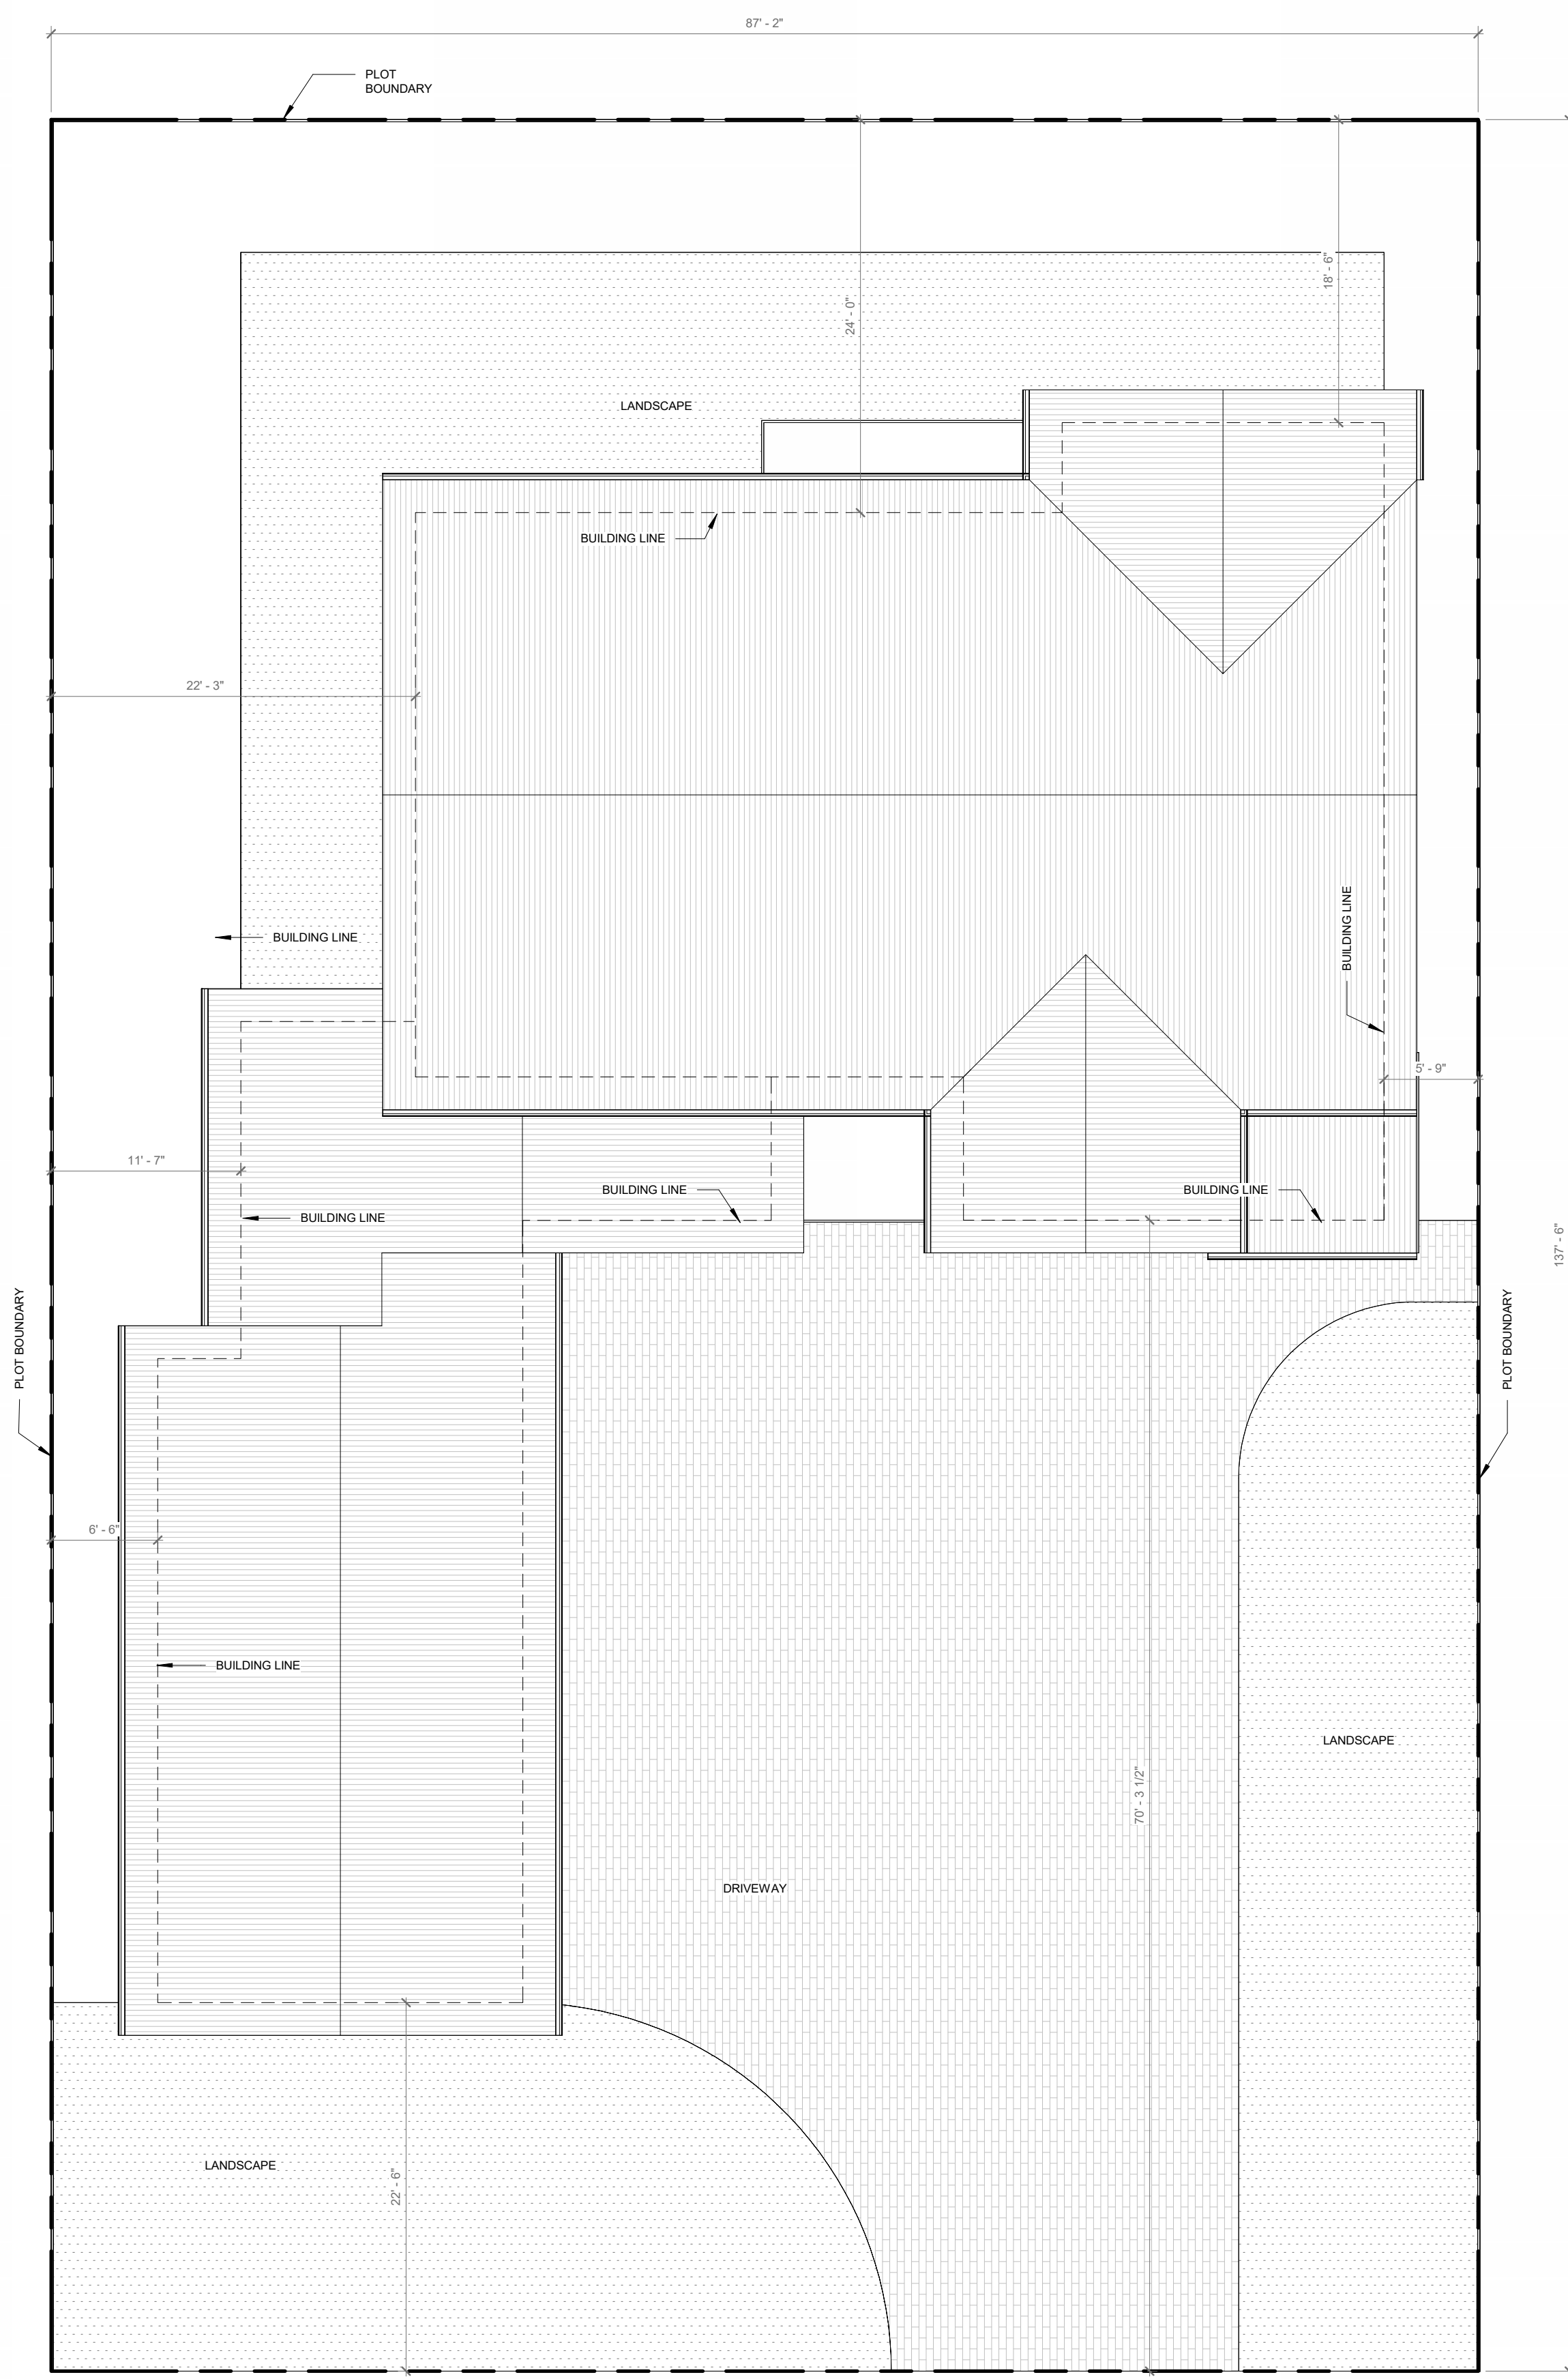 87' - 2"
PLOT
BOUNDARY
18' - 6"
24' - 0"
LANDSCAPE
BUILDING LINE
22' - 3"
BUILDING LINE
BUILDING LINE
5' - 9"
11' - 7"
BUILDING LINE
BUILDING LINE
BUILDING LINE
137' - 6"
PLOT BOUNDARY
PLOT BOUNDARY
6' - 6"
BUILDING LINE
LANDSCAPE
70' - 3 1/2"
DRIVEWAY
LANDSCAPE
22' - 6"